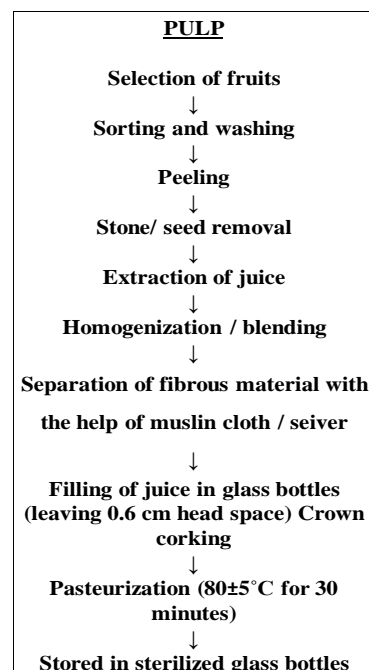 PULP
Selection of fruits
↓
Sorting and washing
↓
Peeling
↓
Stone/ seed removal
↓
Extraction of juice
↓
Homogenization / blending
↓
Separation of fibrous material with
the help of muslin cloth / seiver
↓
Filling of juice in glass bottles
(leaving 0.6 cm head space) Crown
corking
↓
Pasteurization (80±5˚C for 30
minutes)
↓
Stored in sterilized glass bottles